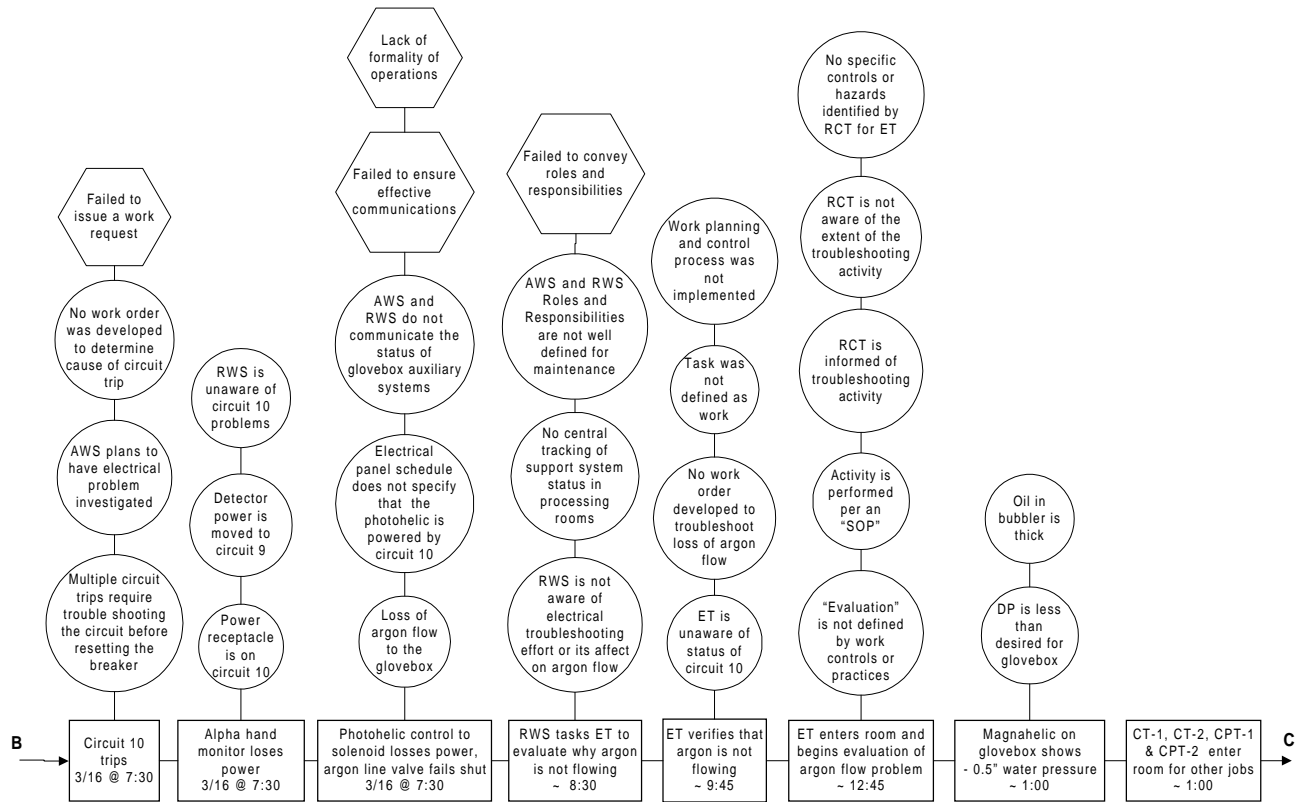 Lack of
formality of
operations
Failed to ensure
effective
communications
Failed to convey
roles and
responsibilities
No specific
controls or
hazards
identified by
RCT for ET
Failed to
issue a work
request
No work order
was developed
to determine
cause of circuit
trip
AWS plans to
have electrical
problem
investigated
Multiple circuit
trips require
trouble shooting
the circuit before
resetting the
breaker
RWS is
unaware of
circuit 10
problems
Detector
power is
moved to
circuit 9
Power
receptacle
is on
circuit 10
AWS and
RWS do not
communicate the
status of
glovebox auxiliary
systems
Electrical
panel schedule
does not specify
that the
photohelic is
powered by
circuit 10
Loss of
argon flow
to the
glovebox
AWS and RWS
Roles and
Responsibilities
are not well
defined for
maintenance
No central
tracking of
support system
status in
processing
rooms
RWS is not
aware of
electrical
troubleshooting
effort or its affect
on argon flow
Work planning
and control
process was
not
implemented
Task was
not
defined as
work
No work
order
developed to
troubleshoot
loss of argon
flow
ET is
unaware of
status of
circuit 10
RCT is not
aware of the
extent of the
troubleshooting
activity
RCT is
informed of
troubleshooting
activity
Activity is
performed
per an
“SOP”
“Evaluation”
is not defined
by work
controls or
practices
Oil in
bubbler is
thick
DP is less
than
desired for
glovebox
B
Circuit 10
trips
3/16 @ 7:30
Alpha hand
monitor loses
power
3/16 @ 7:30
Photohelic control to
solenoid losses power,
argon line valve fails shut
3/16 @ 7:30
RWS tasks ET to
evaluate why argon
is not flowing
~ 8:30
ET verifies that
argon is not
flowing
~ 9:45
ET enters room and
begins evaluation of
argon flow problem
~ 12:45
Magnahelic on
glovebox shows
- 0.5" water pressure
~ 1:00
CT-1, CT-2, CPT-1
& CPT-2 enter
room for other jobs
~ 1:00
C